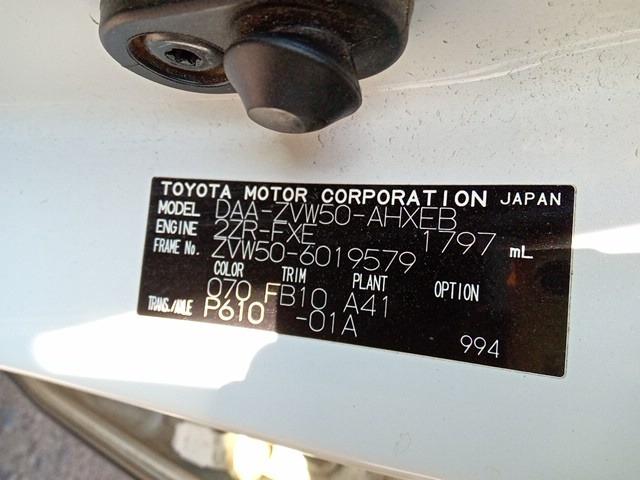 TOYOTA MOTOR CORPORATION JAPAN
MODEL DAA-ZVW50-AHXEB
ENGINE 2ZR-FXE 1797 mL
FRAME No. ZVW50-6019579
COLOR TRIM PLANT OPTION
070 FB10 A41
TRANS./AXLE P610 -01A
994